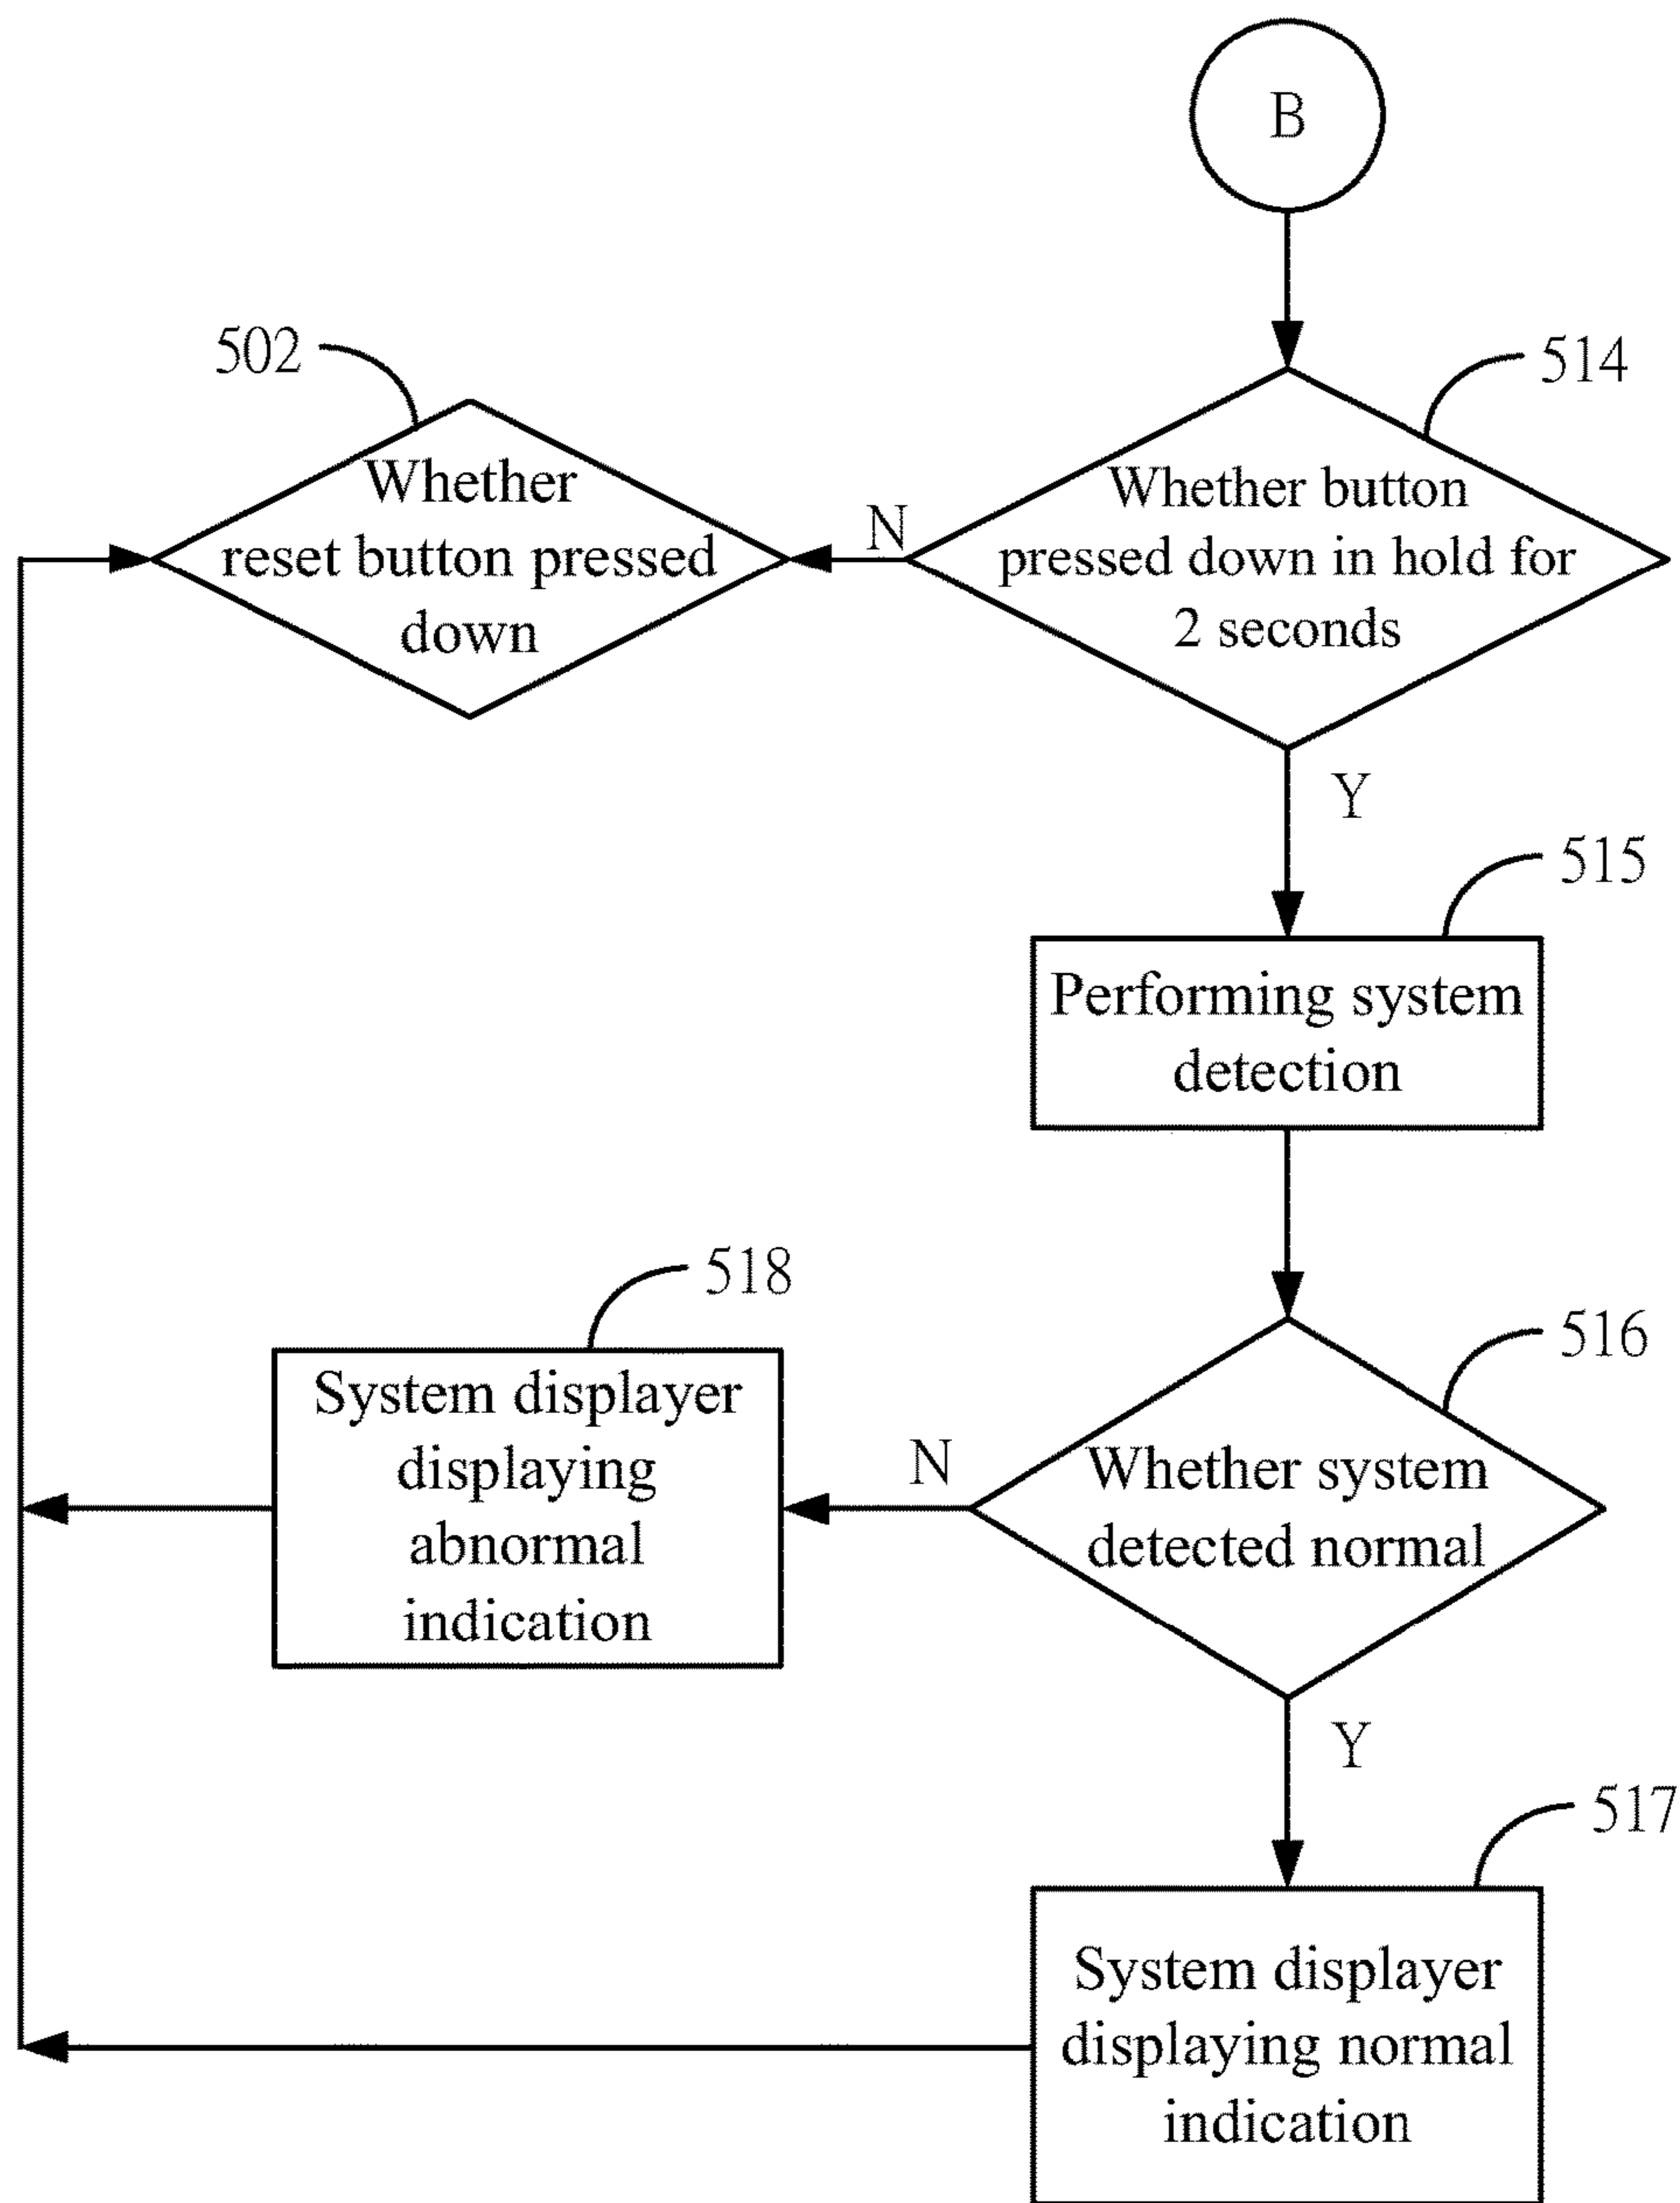 B
502
514
Whether
reset button pressed
down
N
Whether button
pressed down in hold for
2 seconds
Y
515
Performing system
detection
518
516
System displayer
displaying
abnormal
indication
N
Whether system
detected normal
Y
517
System displayer
displaying normal
indication